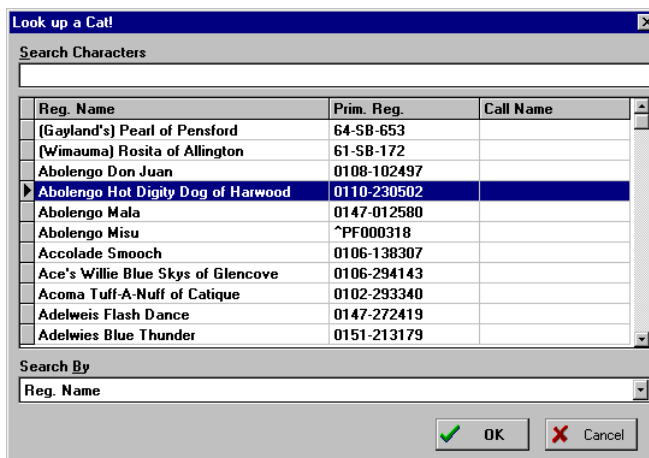 Look up a Cat!
Search Characters
Reg. Name Prim. Reg. Call Name
(Gayland's) Pearl of Pensford 64-SB-653
(Wimauma) Rosita of Allington 61-SB-172
Abolengo Don Juan 0108-102497
Abolengo Hot Digity Dog of Harwood 0110-230502
Abolengo Mala 0147-012580
Abolengo Misu ^PF000318
Accolade Smooch 0106-138307
Ace's Willie Blue Skys of Glencove 0106-294143
Acoma Tuff-A-Nuff of Catique 0102-293340
Adelweis Flash Dance 0147-272419
Adelwies Blue Thunder 0151-213179
Search By
Reg. Name
OK Cancel